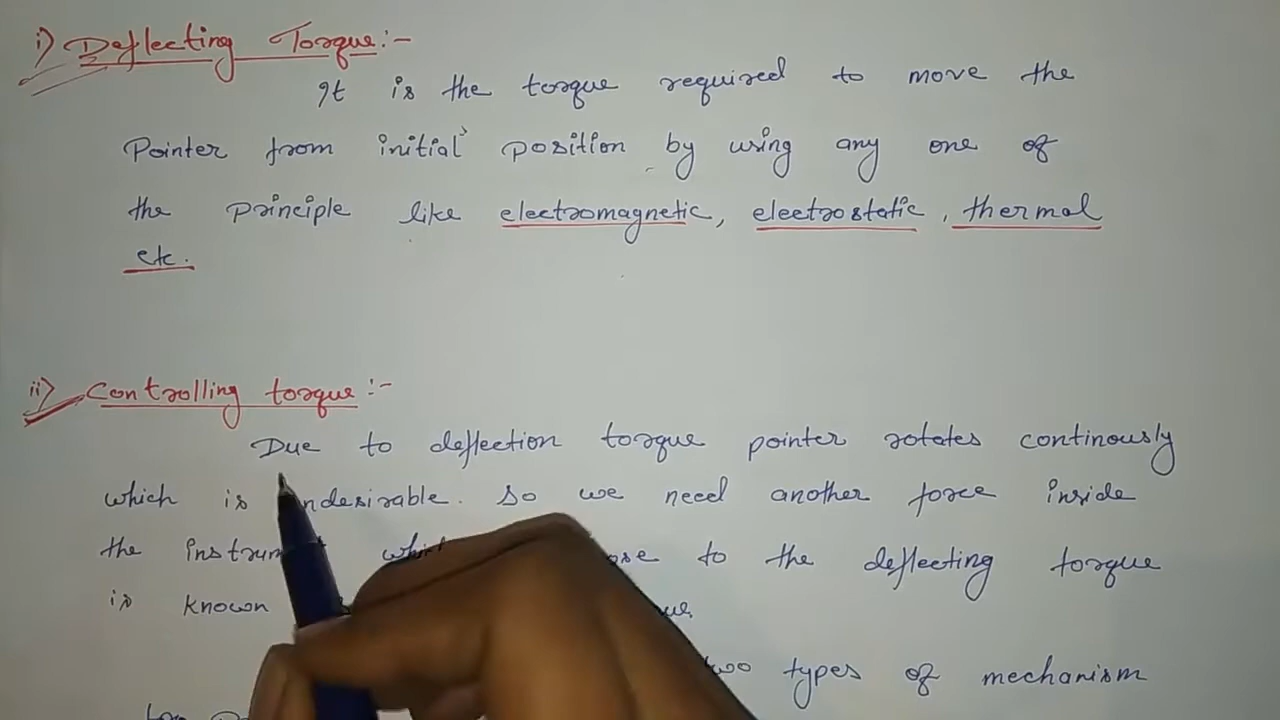 i) Deflecting Torque:-
It is the torque required to move the
Pointer from initial position by using any one of
the principle like electromagnetic, electrostatic, thermal
etc.
ii) Controlling torque:-
Due to deflection torque pointer rotates continously
which is undesirable. So we need another force inside
the to the deflecting torque
is known
two types of mechanism